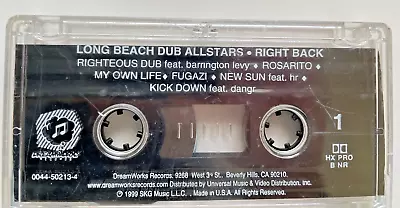 LONG BEACH DUB ALLSTARS • RIGHT BACK
RIGHTEOUS DUB feat. barrington levy ♦ ROSARITO ♦
MY OWN LIFE ♦ FUGAZI ♦ NEW SUN feat. hr ♦
KICK DOWN feat. dangr
1
HX PRO
B NR
0044-50213-4
DreamWorks Records, 9268 West 3rd St., Beverly Hills, CA 90210.
www.dreamworksrecords.com Distributed by Universal Music & Video Distribution, Inc.
© 1999 SKG Music L.L.C. Made in U.S.A. All Rights Reserved.